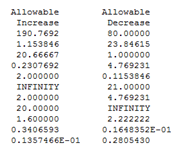 Allowable Allowable
Increase Decrease
190.7692 80.00000
1.153846 23.84615
20.66667 1.000000
0.2307692 4.769231
2.000000 0.1153846
INFINITY 21.00000
2.000000 4.769231
20.00000 INFINITY
1.600000 2.222222
0.3406593 0.1648352E-01
0.1357466E-01 0.2805430